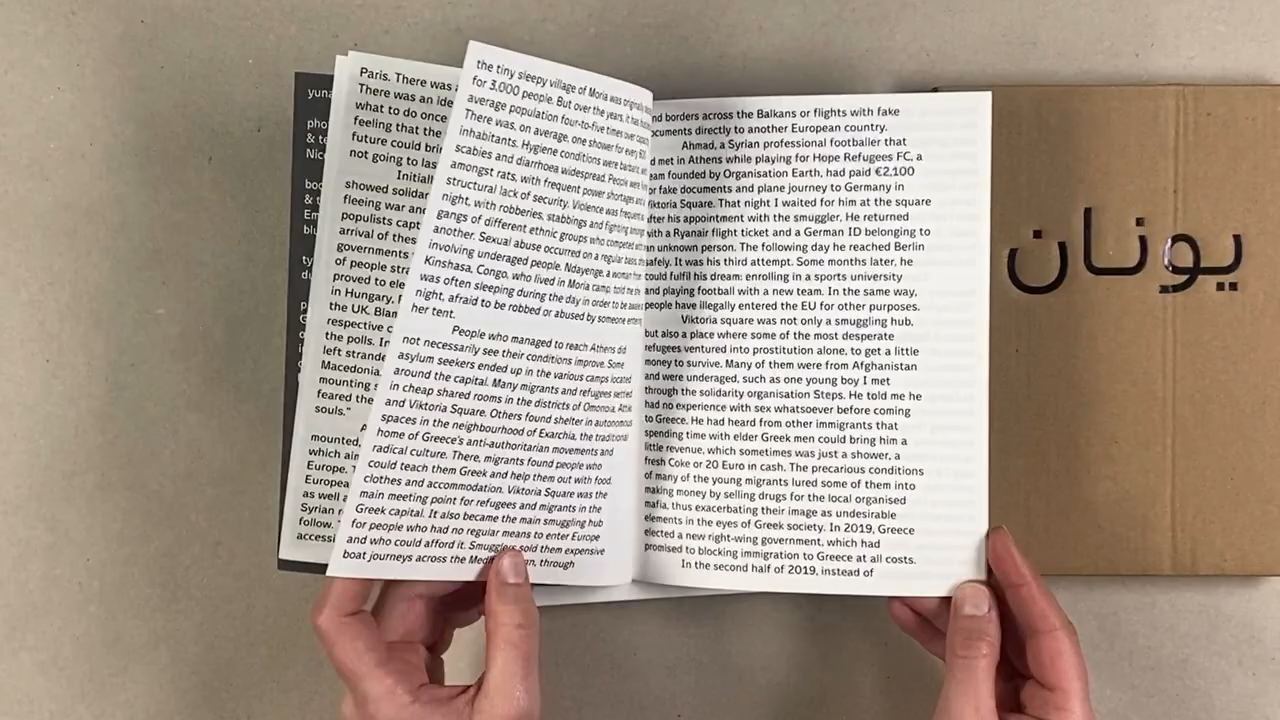 yuna
pho
& te
Nic
boo
& t
Em
blu
ty
du
Paris. There was
There was an ide
what to do once
feeling that the
future could brin
not going to las
Initiall
showed solidar
fleeing war and
populists capt
arrival of thes
governments
of people stra
proved to ele
in Hungary,
the UK. Blam
respective c
the polls. In
left strande
Macedonia
mounting s
feared the
souls."
mounted,
which ain
Europe.
Europea
as well a
Syrian r
follow.
accessi
the tiny sleepy village of Moria was originally
for 3,000 people. But over the years, it has
average population four-to-five times over
There was, on average, one shower for every
inhabitants. Hygiene conditions were
scabies and diarrhoea widespread. People were
amongst rats, with frequent power shortages and
structural lack of security. Violence was frequent
night, with robberies, stabbings and fighting
gangs of different ethnic groups who competed
another. Sexual abuse occurred on a regular basis,
involving underaged people. Ndayenge, a woman from
Kinshasa, Congo, who lived in Moria camp, told me
was often sleeping during the day in order to be
night, afraid to be robbed or abused by someone
her tent.
People who managed to reach Athens did
not necessarily see their conditions improve. Some
asylum seekers ended up in the various camps located
around the capital. Many migrants and refugees settled
in cheap shared rooms in the districts of Omonoia, Attiki
and Viktoria Square. Others found shelter in autonomous
spaces in the neighbourhood of Exarchia, the traditional
home of Greece's anti-authoritarian movements and
radical culture. There, migrants found people who
could teach them Greek and help them out with food,
clothes and accommodation. Viktoria Square was the
main meeting point for refugees and migrants in the
Greek capital. It also became the main smuggling hub
for people who had no regular means to enter Europe
and who could afford it. Smugglers sold them expensive
boat journeys across the through
nd borders across the Balkans or flights with fake
ocuments directly to another European country.
Ahmad, a Syrian professional footballer that
d met in Athens while playing for Hope Refugees FC, a
eam founded by Organisation Earth, had paid €2,100
or fake documents and plane journey to Germany in
Viktoria Square. That night I waited for him at the square
after his appointment with the smuggler. He returned
with a Ryanair flight ticket and a German ID belonging to
an unknown person. The following day he reached Berlin
safely. It was his third attempt. Some months later, he
could fulfil his dream: enrolling in a sports university
and playing football with a new team. In the same way,
people have illegally entered the EU for other purposes.
Viktoria square was not only a smuggling hub,
but also a place where some of the most desperate
refugees ventured into prostitution alone, to get a little
money to survive. Many of them were from Afghanistan
and were underaged, such as one young boy I met
through the solidarity organisation Steps. He told me he
had no experience with sex whatsoever before coming
to Greece. He had heard from other immigrants that
spending time with elder Greek men could bring him a
little revenue, which sometimes was just a shower, a
fresh Coke or 20 Euro in cash. The precarious conditions
of many of the young migrants lured some of them into
making money by selling drugs for the local organised
mafia, thus exacerbating their image as undesirable
elements in the eyes of Greek society. In 2019, Greece
elected a new right-wing government, which had
promised to blocking immigration to Greece at all costs.
In the second half of 2019, instead of
يونان